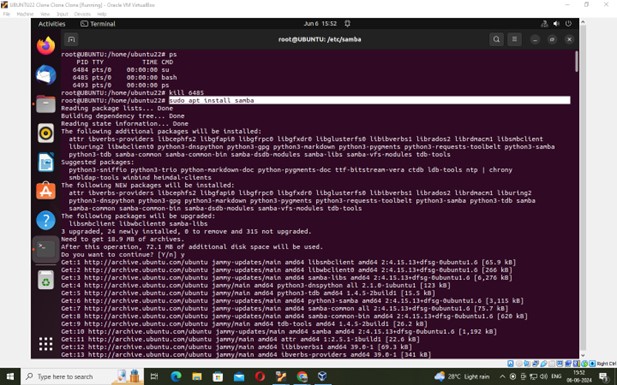 UBUNTU22 Clone Clone Clone [Running] - Oracle VM VirtualBox
File Machine View Input Devices Help
Activities Terminal Jun 6 15:52
root@UBUNTU: /etc/samba
root@UBUNTU:/home/ubuntu22# ps
PID TTY TIME CMD
6484 pts/0 00:00:00 su
6485 pts/0 00:00:00 bash
6493 pts/0 00:00:00 ps
root@UBUNTU:/home/ubuntu22# kill 6485
root@UBUNTU:/home/ubuntu22# sudo apt install samba
Reading package lists... Done
Building dependency tree... Done
Reading state information... Done
The following additional packages will be installed:
attr ibverbs-providers libcephfs2 libgfapi0 libgfrpc0 libgfxdr0 libglusterfs0 libibverbs1 librados2 librdmacm1 libsmbclient
liburing2 libwbclient0 python3-dnspython python3-gpg python3-markdown python3-pygments python3-requests-toolbelt python3-samba
python3-tdb samba-common samba-common-bin samba-dsdb-modules samba-libs samba-vfs-modules tdb-tools
Suggested packages:
python3-sniffio python3-trio python-markdown-doc python-pygments-doc ttf-bitstream-vera ctdb ldb-tools ntp | chrony
smbldap-tools winbind heimdal-clients
The following NEW packages will be installed:
attr ibverbs-providers libcephfs2 libgfapi0 libgfrpc0 libgfxdr0 libglusterfs0 libibverbs1 librados2 librdmacm1 liburing2
python3-dnspython python3-gpg python3-markdown python3-pygments python3-requests-toolbelt python3-samba python3-tdb samba
samba-common samba-common-bin samba-dsdb-modules samba-vfs-modules tdb-tools
The following packages will be upgraded:
libsmbclient libwbclient0 samba-libs
3 upgraded, 24 newly installed, 0 to remove and 315 not upgraded.
Need to get 18.9 MB of archives.
After this operation, 72.1 MB of additional disk space will be used.
Do you want to continue? [Y/n] y
Get:1 http://archive.ubuntu.com/ubuntu jammy-updates/main amd64 libsmbclient amd64 2:4.15.13+dfsg-0ubuntu1.6 [65.9 kB]
Get:2 http://archive.ubuntu.com/ubuntu jammy-updates/main amd64 libwbclient0 amd64 2:4.15.13+dfsg-0ubuntu1.6 [266 kB]
Get:3 http://archive.ubuntu.com/ubuntu jammy-updates/main amd64 samba-libs amd64 2:4.15.13+dfsg-0ubuntu1.6 [6,276 kB]
Get:4 http://archive.ubuntu.com/ubuntu jammy/main amd64 python3-dnspython all 2.1.0-1ubuntu1 [123 kB]
Get:5 http://archive.ubuntu.com/ubuntu jammy/main amd64 python3-tdb amd64 1.4.5-2build1 [15.5 kB]
Get:6 http://archive.ubuntu.com/ubuntu jammy-updates/main amd64 python3-samba amd64 2:4.15.13+dfsg-0ubuntu1.6 [3,115 kB]
Get:7 http://archive.ubuntu.com/ubuntu jammy-updates/main amd64 samba-common all 2:4.15.13+dfsg-0ubuntu1.6 [75.7 kB]
Get:8 http://archive.ubuntu.com/ubuntu jammy-updates/main amd64 samba-common-bin amd64 2:4.15.13+dfsg-0ubuntu1.6 [620 kB]
Get:9 http://archive.ubuntu.com/ubuntu jammy/main amd64 tdb-tools amd64 1.4.5-2build1 [26.2 kB]
Get:10 http://archive.ubuntu.com/ubuntu jammy-updates/main amd64 samba amd64 2:4.15.13+dfsg-0ubuntu1.6 [1,192 kB]
Get:11 http://archive.ubuntu.com/ubuntu jammy/main amd64 attr amd64 1:2.5.1-1build1 [22.6 kB]
Get:12 http://archive.ubuntu.com/ubuntu jammy/main amd64 libibverbs1 amd64 39.0-1 [69.3 kB]
Get:13 http://archive.ubuntu.com/ubuntu jammy/main amd64 ibverbs-providers amd64 39.0-1 [341 kB]
Right Ctrl
Type here to search
28°C Light rain
ENG
15:52
06-06-2024